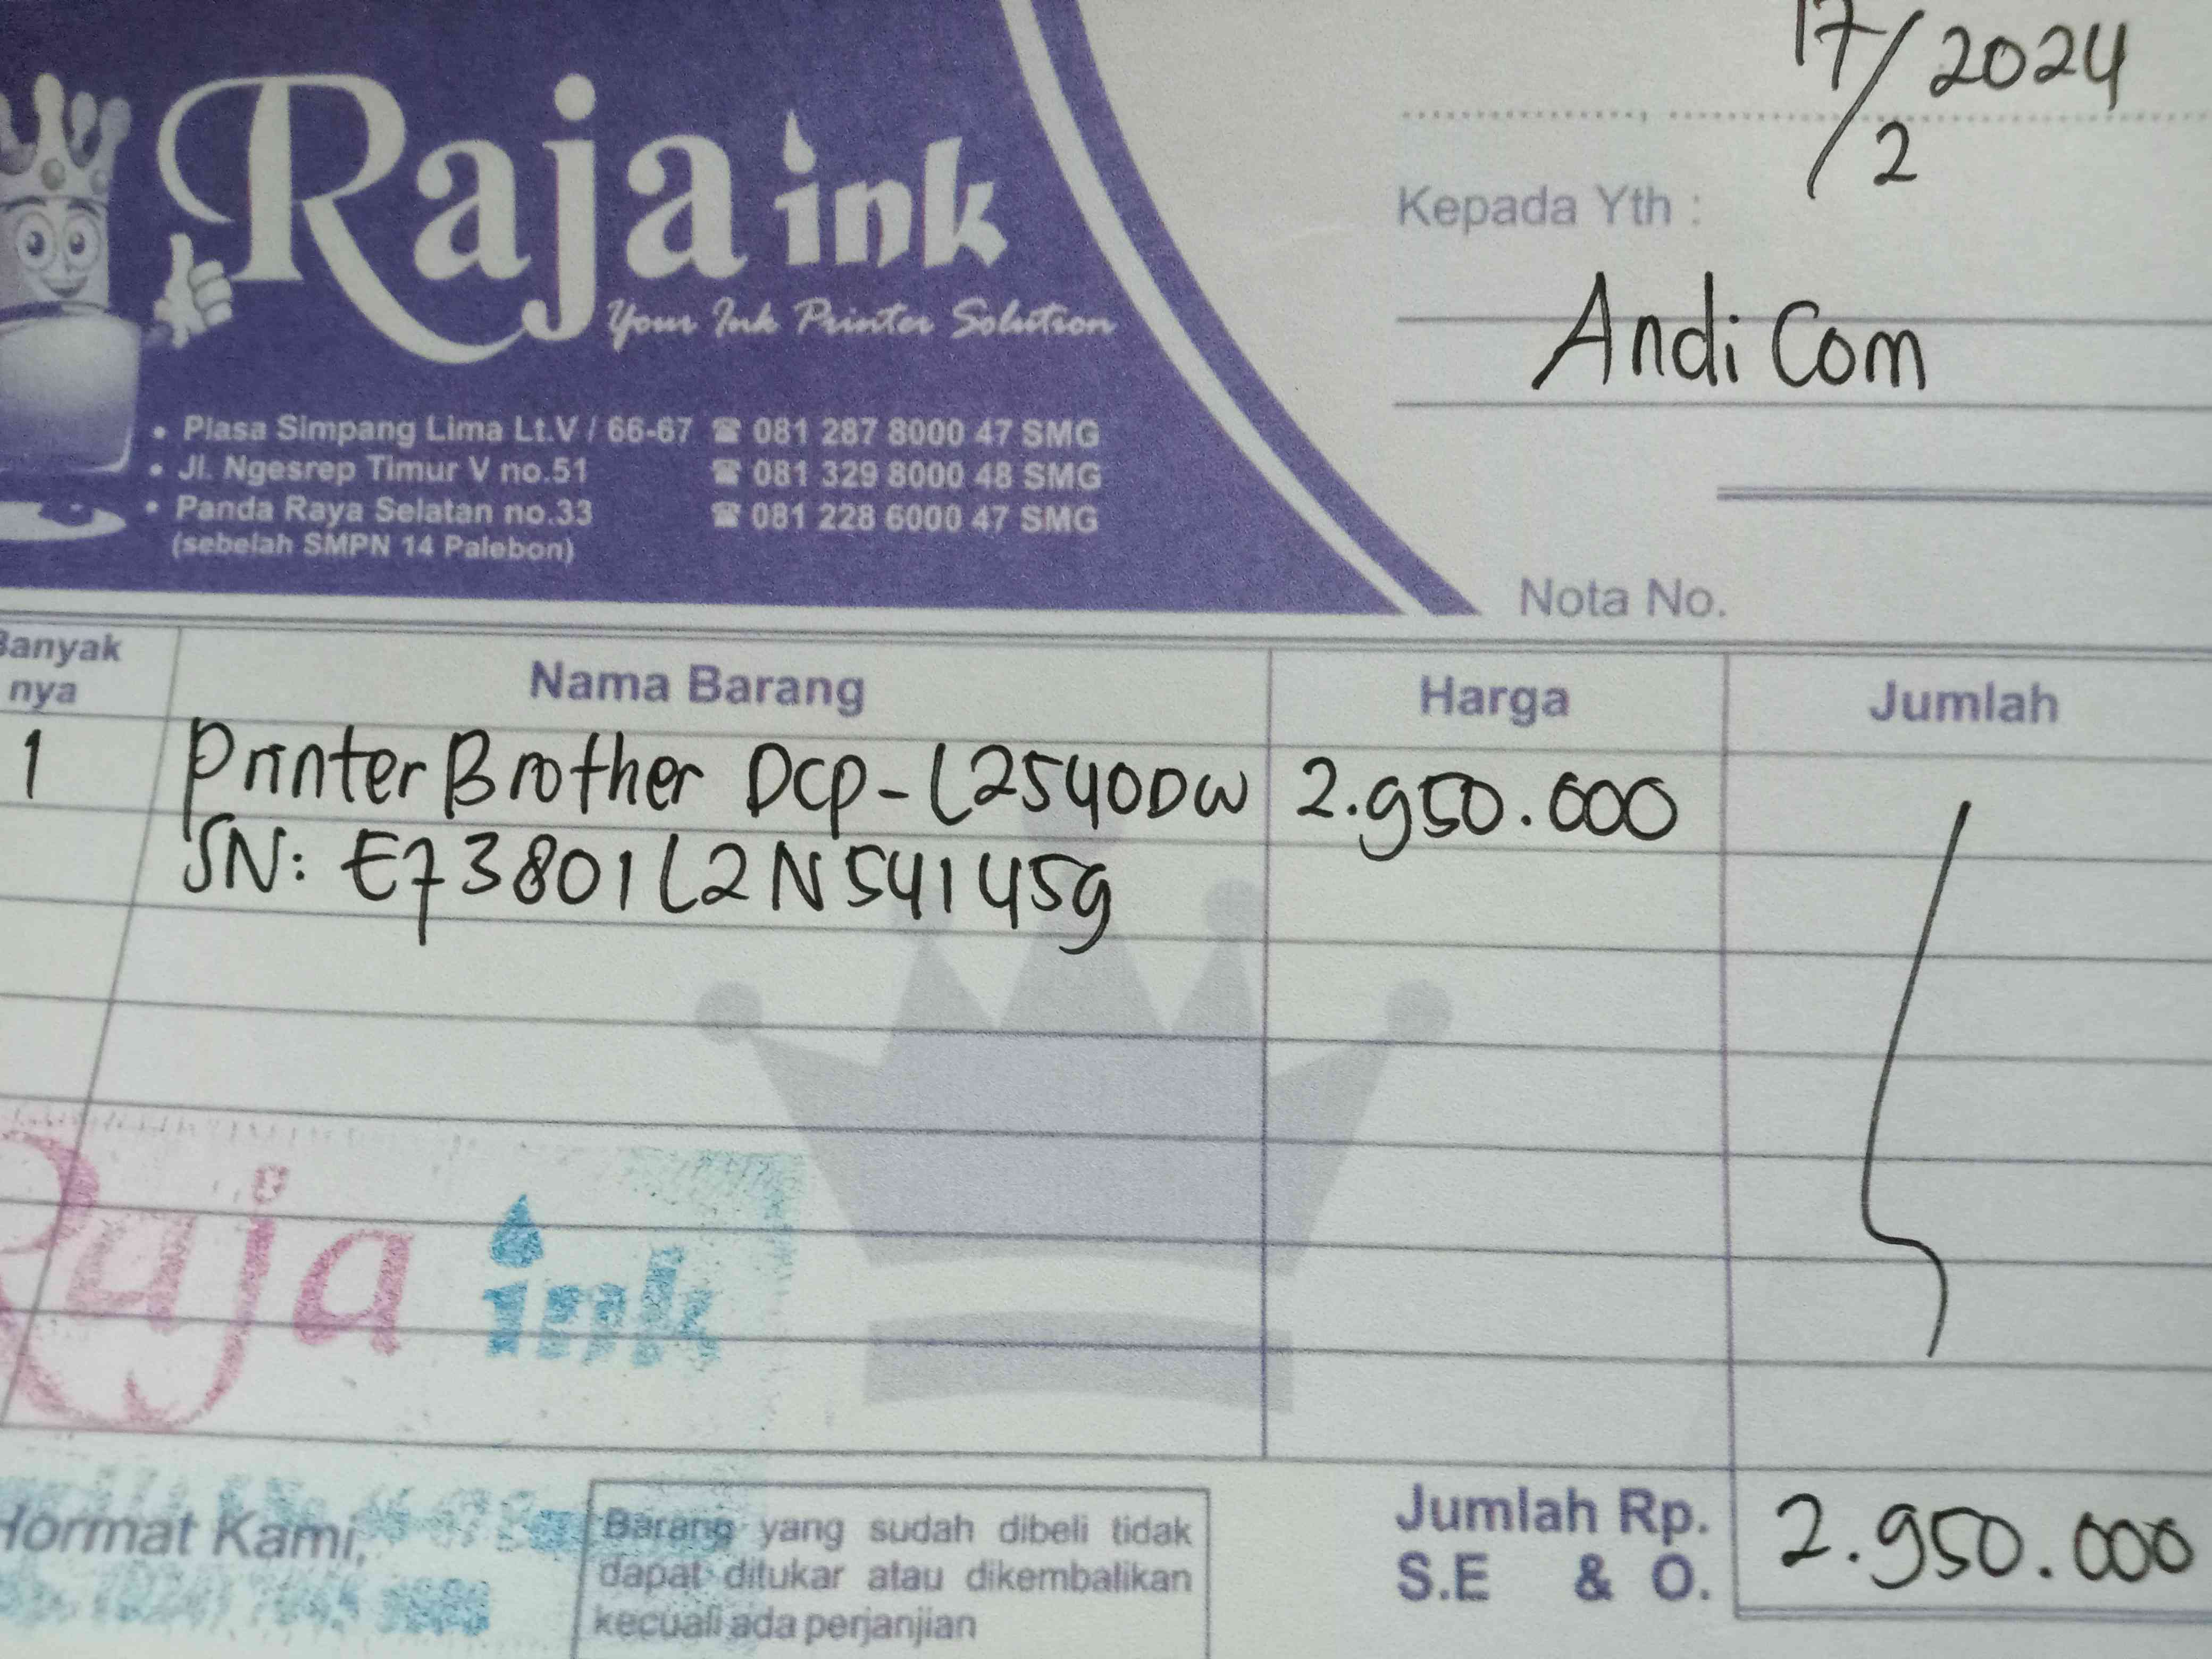 17/2 2024
Raja ink
Your Ink Printer Solution
• Plasa Simpang Lima Lt.V / 66-67 ☎ 081 287 8000 47 SMG
• Jl. Ngesrep Timur V no.51 ☎ 081 329 8000 48 SMG
• Panda Raya Selatan no.33 ☎ 081 228 6000 47 SMG
(sebelah SMPN 14 Palebon)
Kepada Yth :
Andi Com
Nota No.
Banyak nya Nama Barang Harga Jumlah
1 Printer Brother DCP-L2540DW 2.950.000
SN: E73801L2N541459
Raja ink
Hormat Kami,
Barang yang sudah dibeli tidak
dapat ditukar atau dikembalikan
kecuali ada perjanjian
Jumlah Rp. 2.950.000
S.E & O.